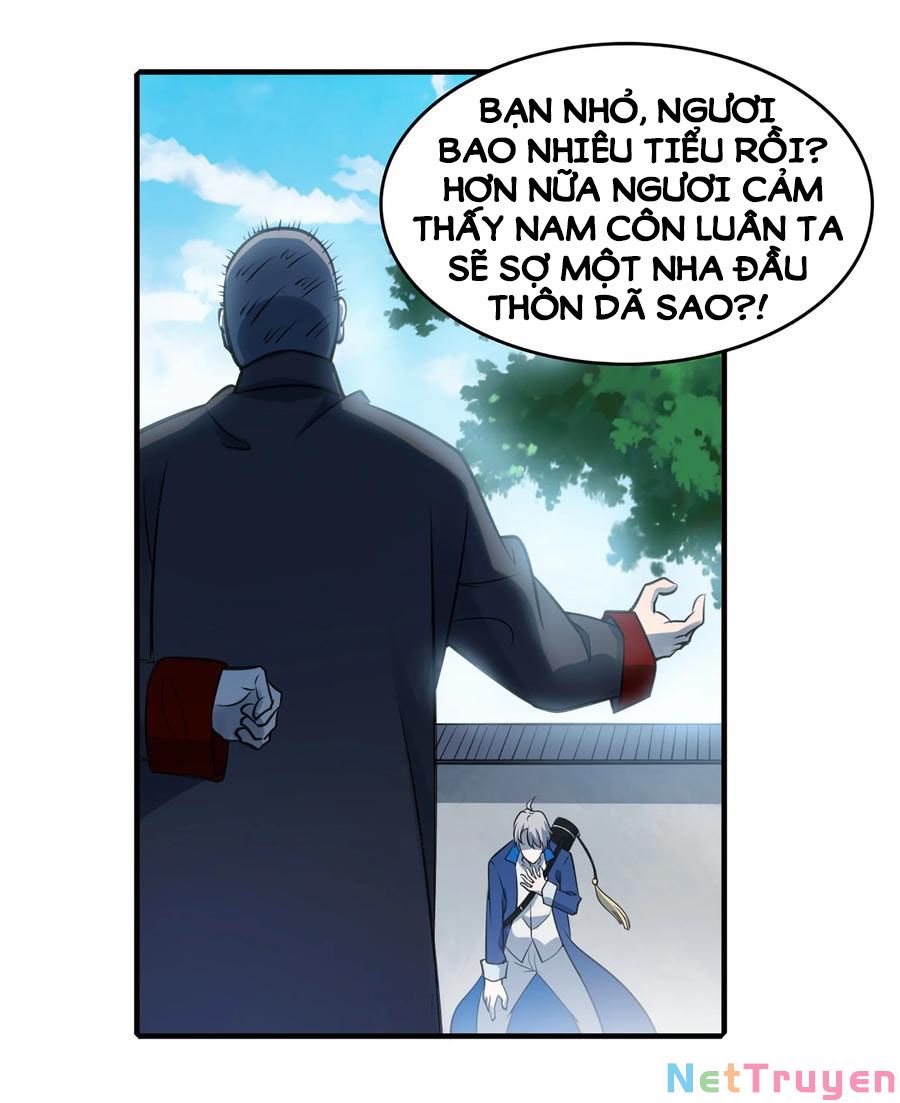 BẠN NHỎ, NGƯƠI
BAO NHIÊU TIỂU RỒI?
HƠN NỮA NGƯƠI CẢM
THẤY NAM CÔN LUÂN TA
SẼ SỢ MỘT NHA ĐẦU
THÔN DÃ SAO?!
NETTRUYEN